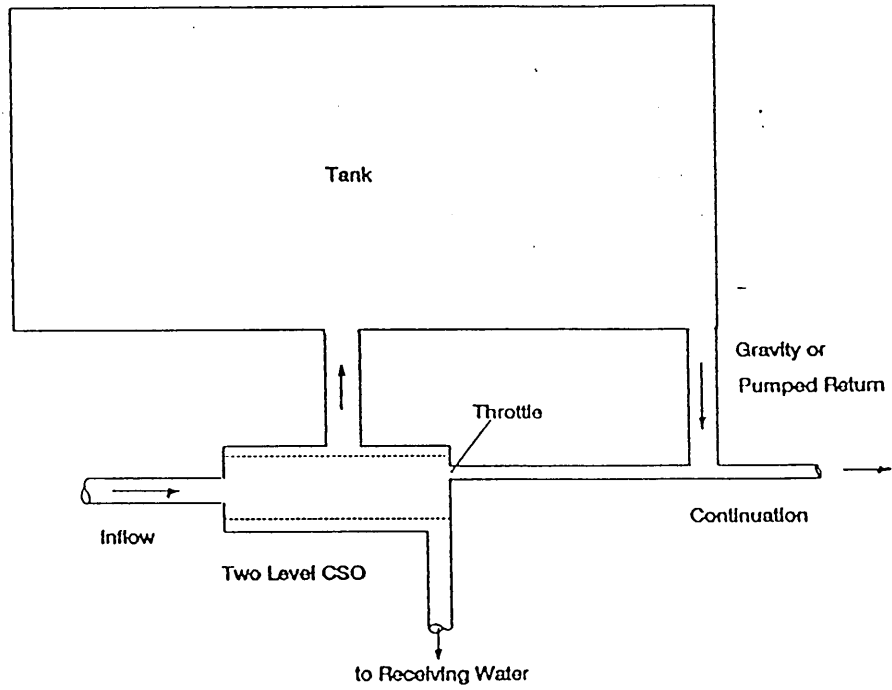 Tank
Gravity or
Pumped Return
Throttle
Inflow
Continuation
Two Level CSO
to Receiving Water